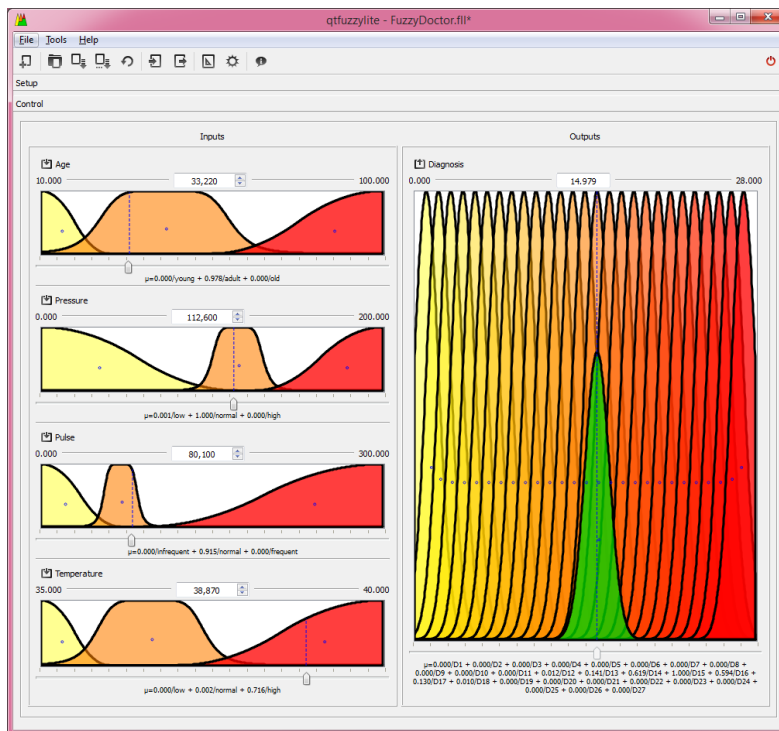 qtfuzzylite - FuzzyDoctor.fll*
File Tools Help
Setup
Control
Inputs
Age
10.000 33,220 100.000
μ=0.000/young + 0.978/adult + 0.000/old
Pressure
0.000 112,600 200.000
μ=0.001/low + 1.000/normal + 0.000/high
Pulse
0.000 80,100 300.000
μ=0.000/infrequent + 0.915/normal + 0.000/frequent
Temperature
35.000 38,870 40.000
μ=0.000/low + 0.002/normal + 0.716/high
Outputs
Diagnosis
0.000 14.979 28.000
μ=0.000/D1 + 0.000/D2 + 0.000/D3 + 0.000/D4 + 0.000/D5 + 0.000/D6 + 0.000/D7 + 0.000/D8 +
0.000/D9 + 0.000/D10 + 0.000/D11 + 0.012/D12 + 0.141/D13 + 0.619/D14 + 1.000/D15 + 0.594/D16 +
0.130/D17 + 0.010/D18 + 0.000/D19 + 0.000/D20 + 0.000/D21 + 0.000/D22 + 0.000/D23 + 0.000/D24 +
0.000/D25 + 0.000/D26 + 0.000/D27